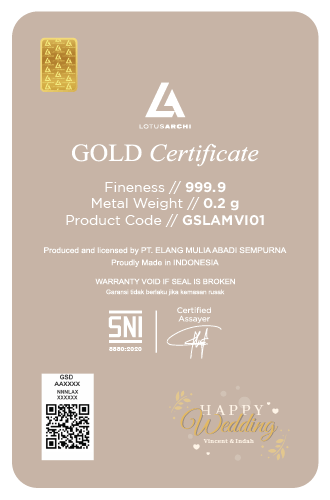 LOTUSARCHI
GOLD Certificate
Fineness // 999.9
Metal Weight // 0.2 g
Product Code // GSLAMVI01
Produced and licensed by PT. ELANG MULIA ABADI SEMPURNA
Proudly Made in INDONESIA
WARRANTY VOID IF SEAL IS BROKEN
Garansi tidak berlaku jika kemasan rusak
SNI
8880:2020
Certified
Assayer
GSD
AAXXXX
NNNLAX
XXXXXX
HAPPY
Wedding
Vincent & Indah